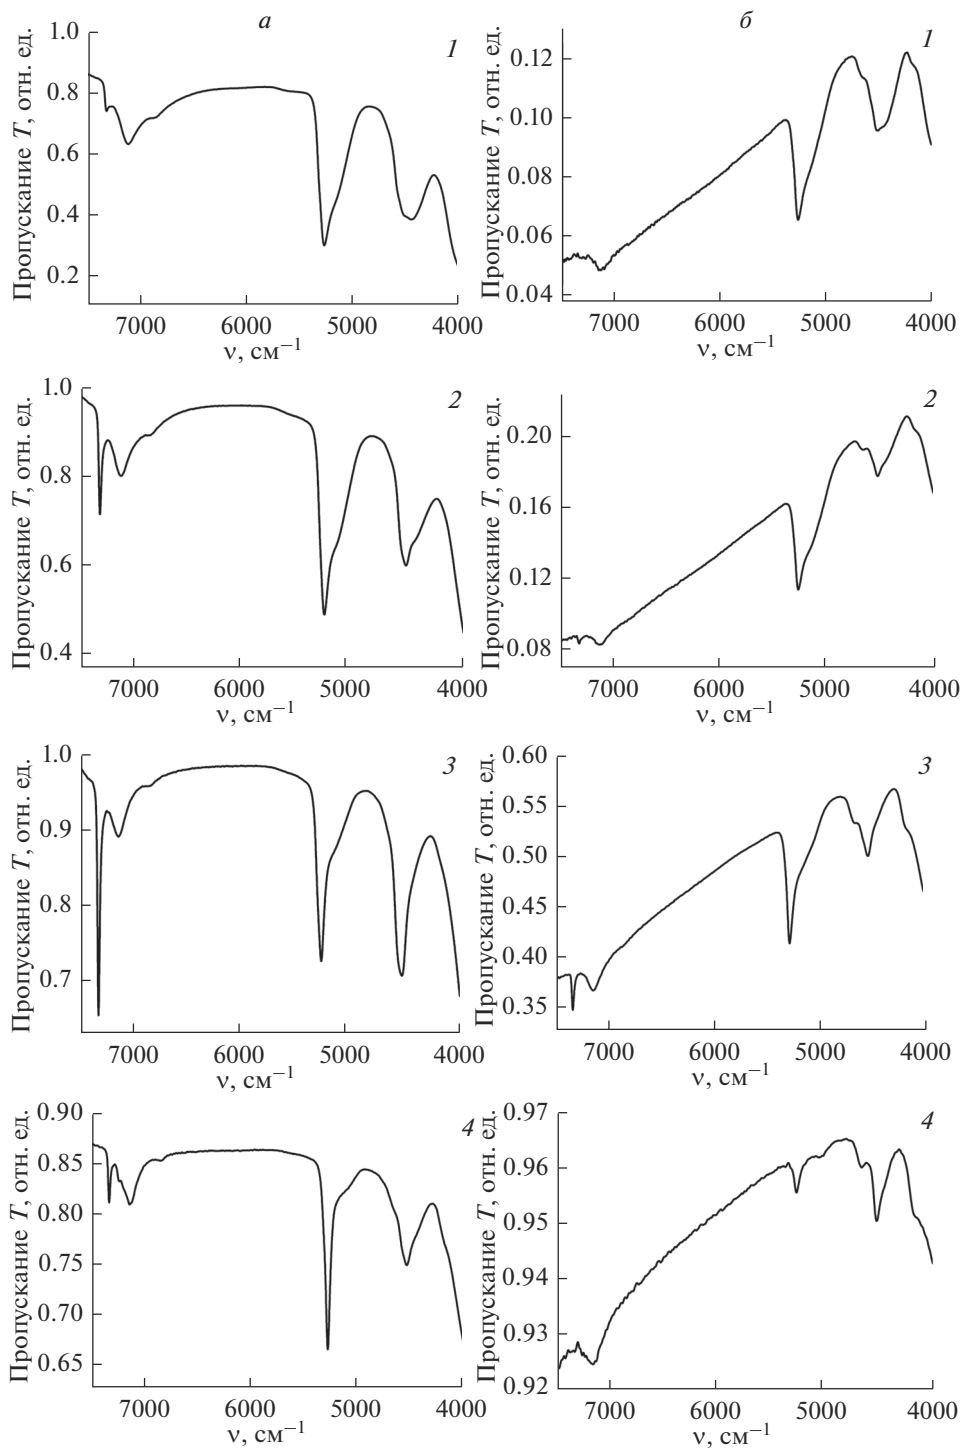 а
1
1.0
0.8
0.6
0.4
0.2
Пропускание T, отн. ед.
7000 6000 5000 4000
ν, см–1
б
1
0.12
0.10
0.08
0.06
0.04
Пропускание T, отн. ед.
7000 6000 5000 4000
ν, см–1
2
1.0
0.8
0.6
0.4
Пропускание T, отн. ед.
7000 6000 5000 4000
ν, см–1
2
0.20
0.16
0.12
0.08
Пропускание T, отн. ед.
7000 6000 5000 4000
ν, см–1
3
1.0
0.9
0.8
0.7
Пропускание T, отн. ед.
7000 6000 5000 4000
ν, см–1
3
0.60
0.55
0.50
0.45
0.40
0.35
Пропускание T, отн. ед.
7000 6000 5000 4000
ν, см–1
4
0.90
0.85
0.80
0.75
0.70
0.65
Пропускание T, отн. ед.
7000 6000 5000 4000
ν, см–1
4
0.97
0.96
0.95
0.94
0.93
0.92
Пропускание T, отн. ед.
7000 6000 5000 4000
ν, см–1